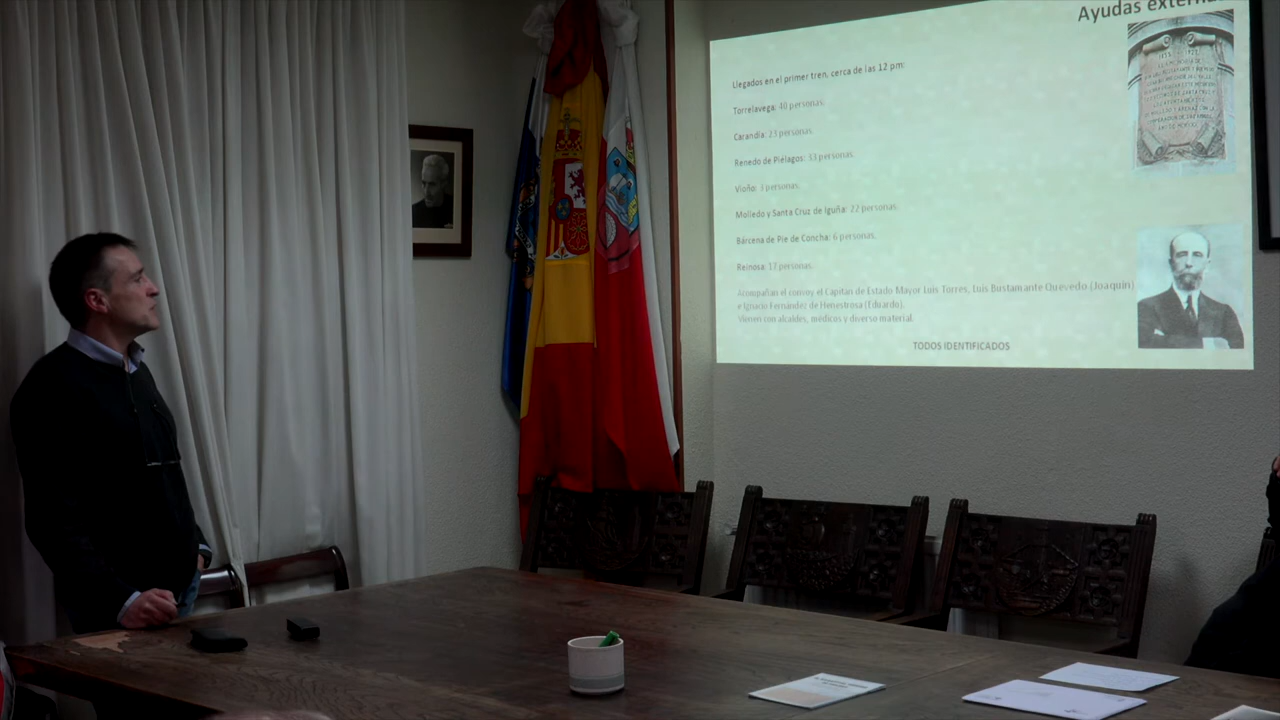 Ayudas extern
Llegados en el primer tren, cerca de las 12 pm:
Torrelavega: 40 personas.
Carandía: 23 personas.
Renedo de Piélagos: 33 personas.
Vioño: 3 personas.
Molledo y Santa Cruz de Iguña: 22 personas.
Bárcena de Pie de Concha: 6 personas.
Reinosa: 17 personas.
Acompañan el convoy el Capitán de Estado Mayor Luis Torres, Luis Bustamante Quevedo (Joaquín)
e Ignacio Fernández de Henestrosa (Eduardo).
Vienen con alcaldes, médicos y diverso material.
TODOS IDENTIFICADOS